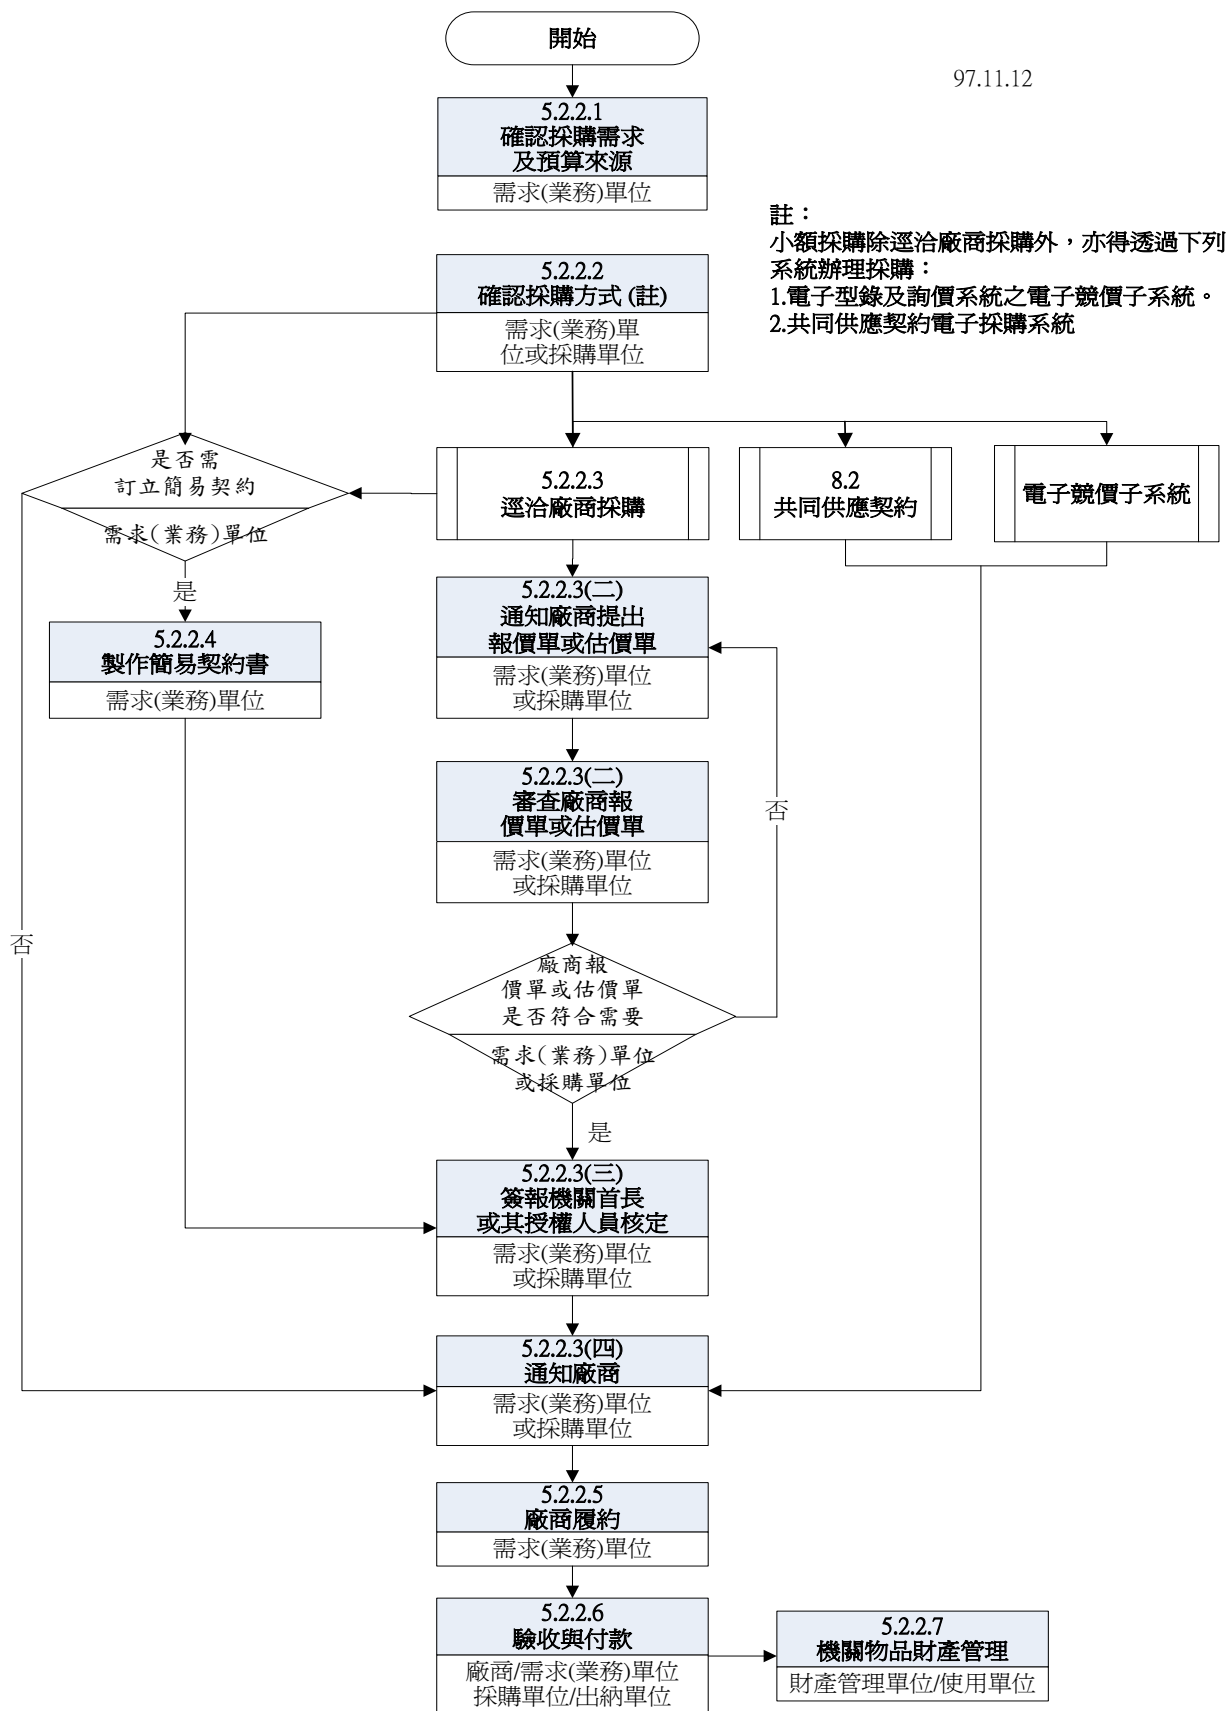 開始
97.11.12
5.2.2.1
確認採購需求
及預算來源
需求(業務)單位
註：
小額採購除逕洽廠商採購外，亦得透過下列
系統辦理採購：
1.電子型錄及詢價系統之電子競價子系統。
2.共同供應契約電子採購系統
5.2.2.2
確認採購方式 (註)
需求(業務)單
位或採購單位
是否需
訂立簡易契約
需求(業務)單位
5.2.2.3
逕洽廠商採購
8.2
共同供應契約
電子競價子系統
是
5.2.2.4
製作簡易契約書
需求(業務)單位
5.2.2.3(二)
通知廠商提出
報價單或估價單
需求(業務)單位
或採購單位
5.2.2.3(二)
審查廠商報
價單或估價單
需求(業務)單位
或採購單位
否
否
廠商報
價單或估價單
是否符合需要
需求(業務)單位
或採購單位
是
5.2.2.3(三)
簽報機關首長
或其授權人員核定
需求(業務)單位
或採購單位
5.2.2.3(四)
通知廠商
需求(業務)單位
或採購單位
5.2.2.5
廠商履約
需求(業務)單位
5.2.2.6
驗收與付款
廠商/需求(業務)單位
採購單位/出納單位
5.2.2.7
機關物品財產管理
財產管理單位/使用單位